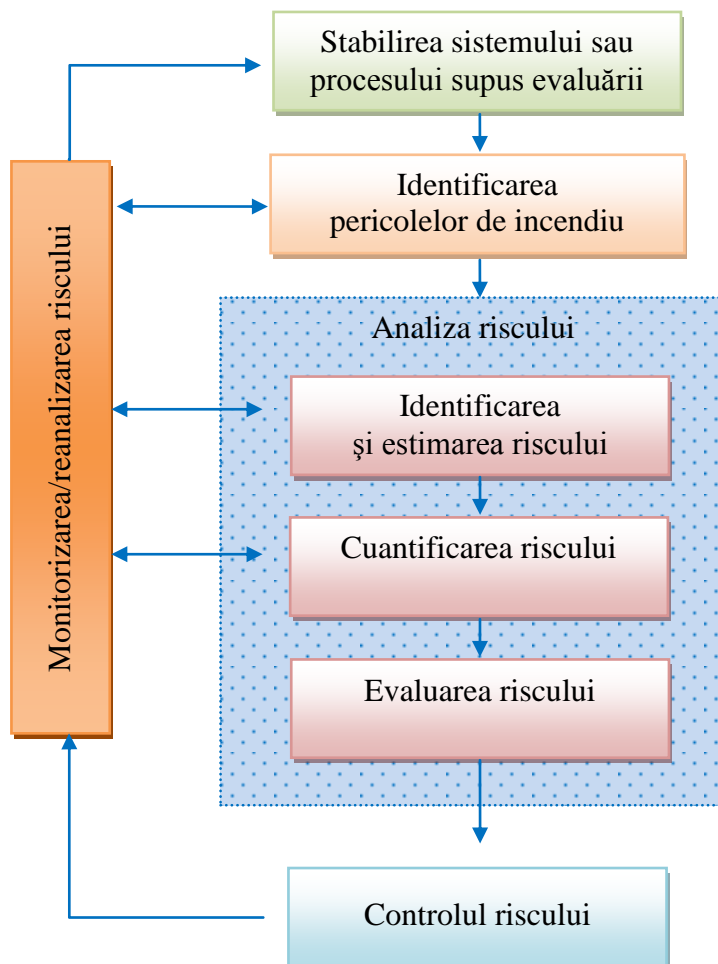 Stabilirea sistemului sau
procesului supus evaluării
Identificarea
pericolelor de incendiu
Monitorizarea/reanalizarea riscului
Analiza riscului
Identificarea
şi estimarea riscului
Cuantificarea riscului
Evaluarea riscului
Controlul riscului